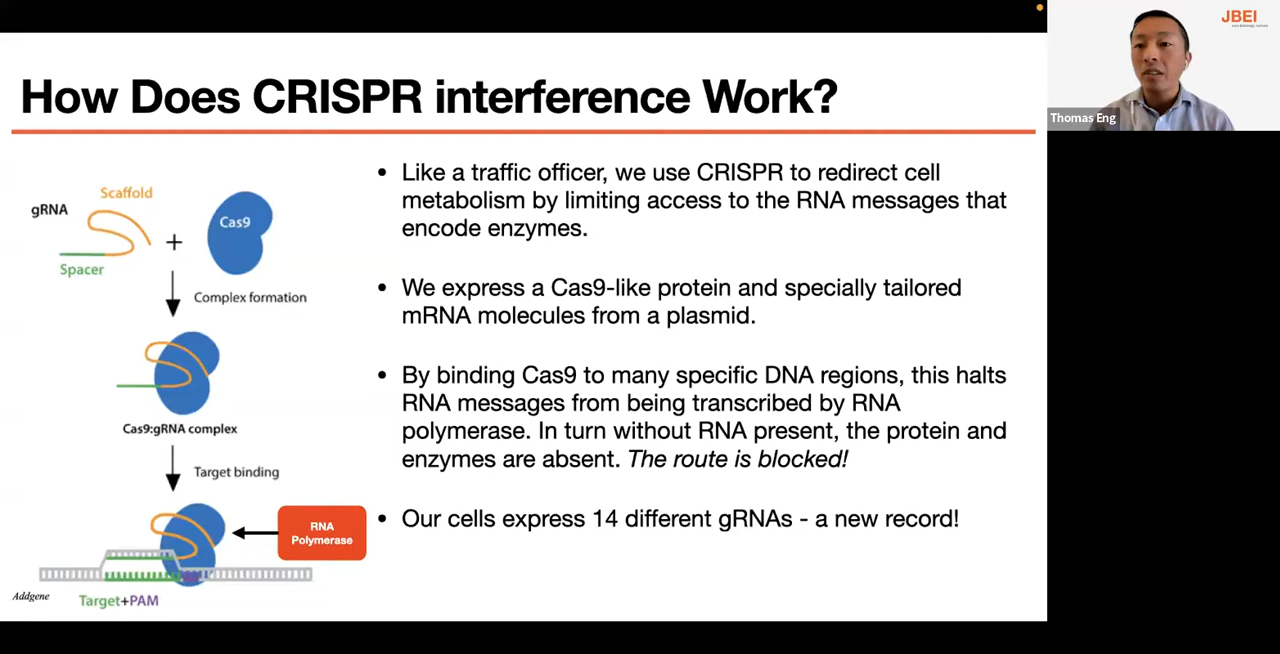 JBEI
Thomas Eng
How Does CRISPR interference Work?
Scaffold
gRNA
Cas9
+
Spacer
Complex formation
Cas9:gRNA complex
Target binding
RNA
Polymerase
Addgene
Target+PAM
• Like a traffic officer, we use CRISPR to redirect cell
metabolism by limiting access to the RNA messages that
encode enzymes.
• We express a Cas9-like protein and specially tailored
mRNA molecules from a plasmid.
• By binding Cas9 to many specific DNA regions, this halts
RNA messages from being transcribed by RNA
polymerase. In turn without RNA present, the protein and
enzymes are absent. The route is blocked!
• Our cells express 14 different gRNAs - a new record!